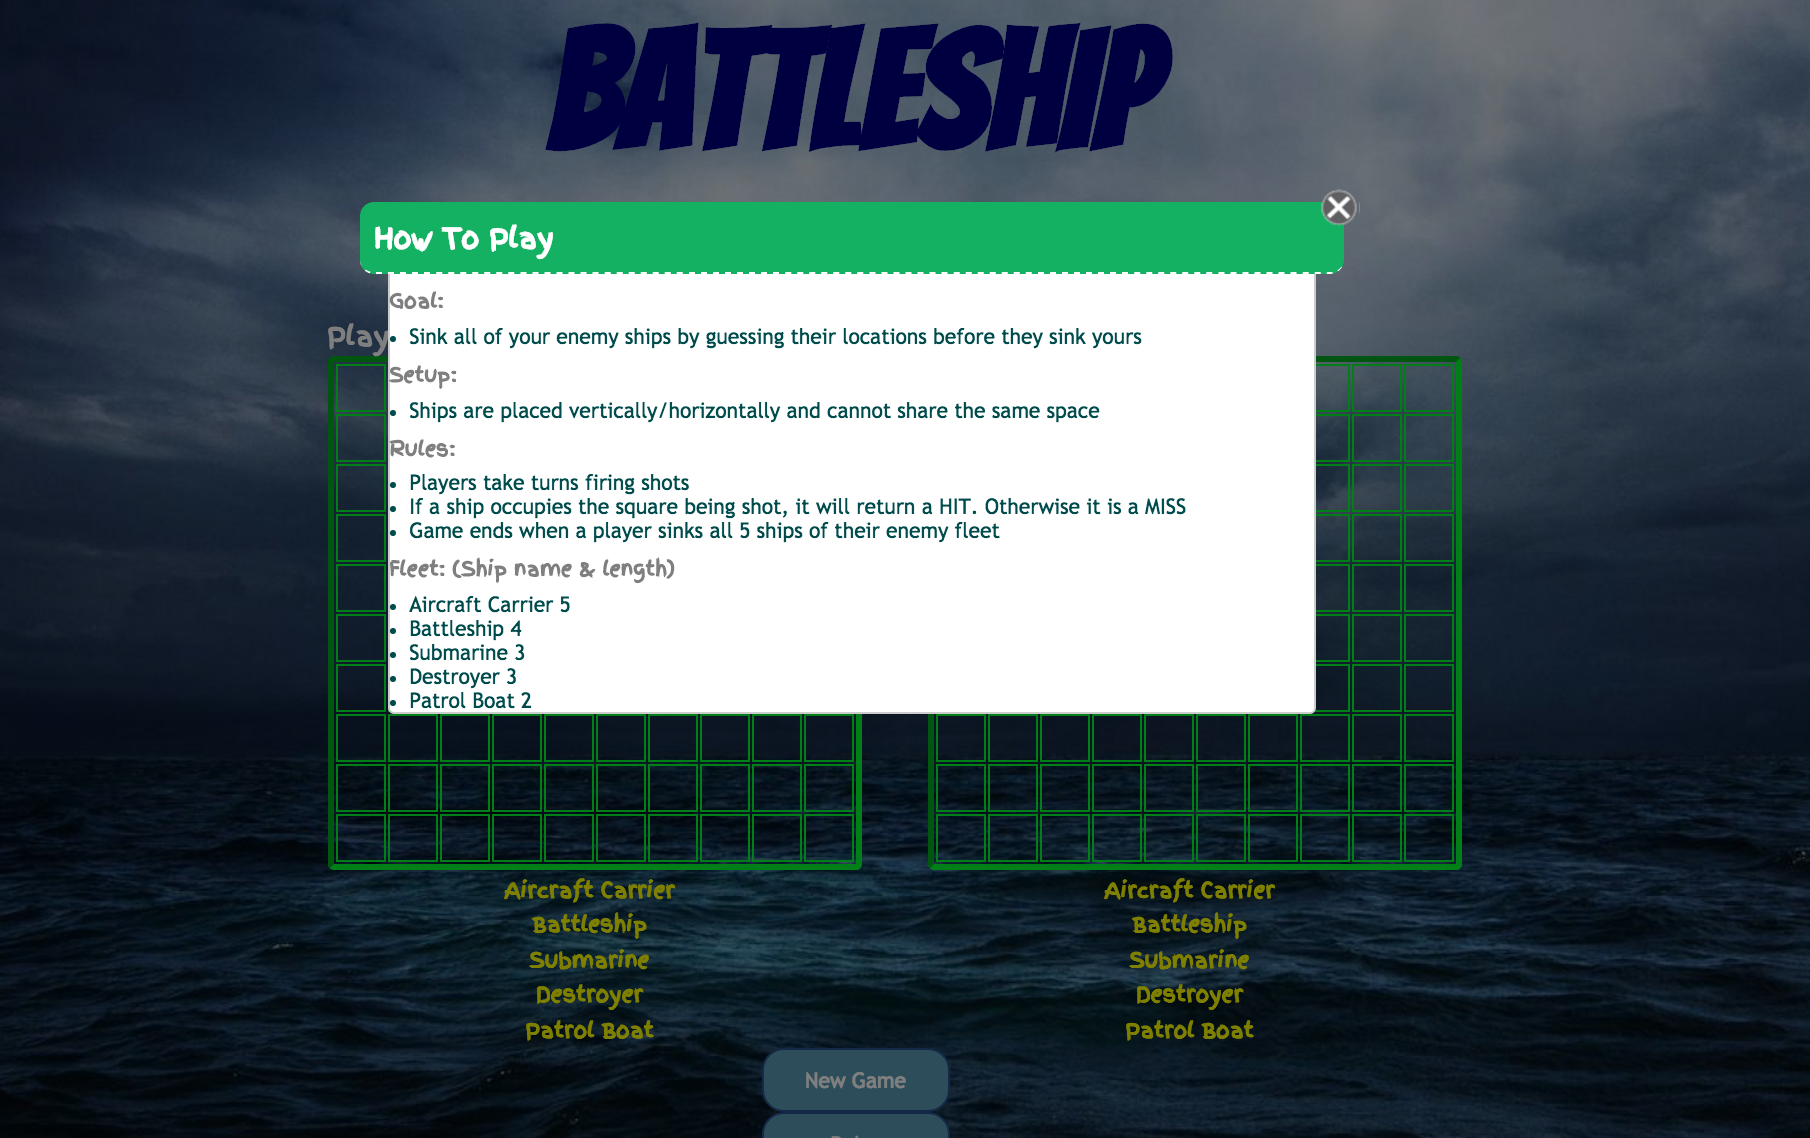 BATTLESHIP
How To Play
Goal:
Sink all of your enemy ships by guessing their locations before they sink yours
Setup:
Ships are placed vertically/horizontally and cannot share the same space
Rules:
Players take turns firing shots
If a ship occupies the square being shot, it will return a HIT. Otherwise it is a MISS
Game ends when a player sinks all 5 ships of their enemy fleet
Fleet: (Ship name & length)
Aircraft Carrier 5
Battleship 4
Submarine 3
Destroyer 3
Patrol Boat 2
Play
Aircraft Carrier
Battleship
Submarine
Destroyer
Patrol Boat
Aircraft Carrier
Battleship
Submarine
Destroyer
Patrol Boat
New Game